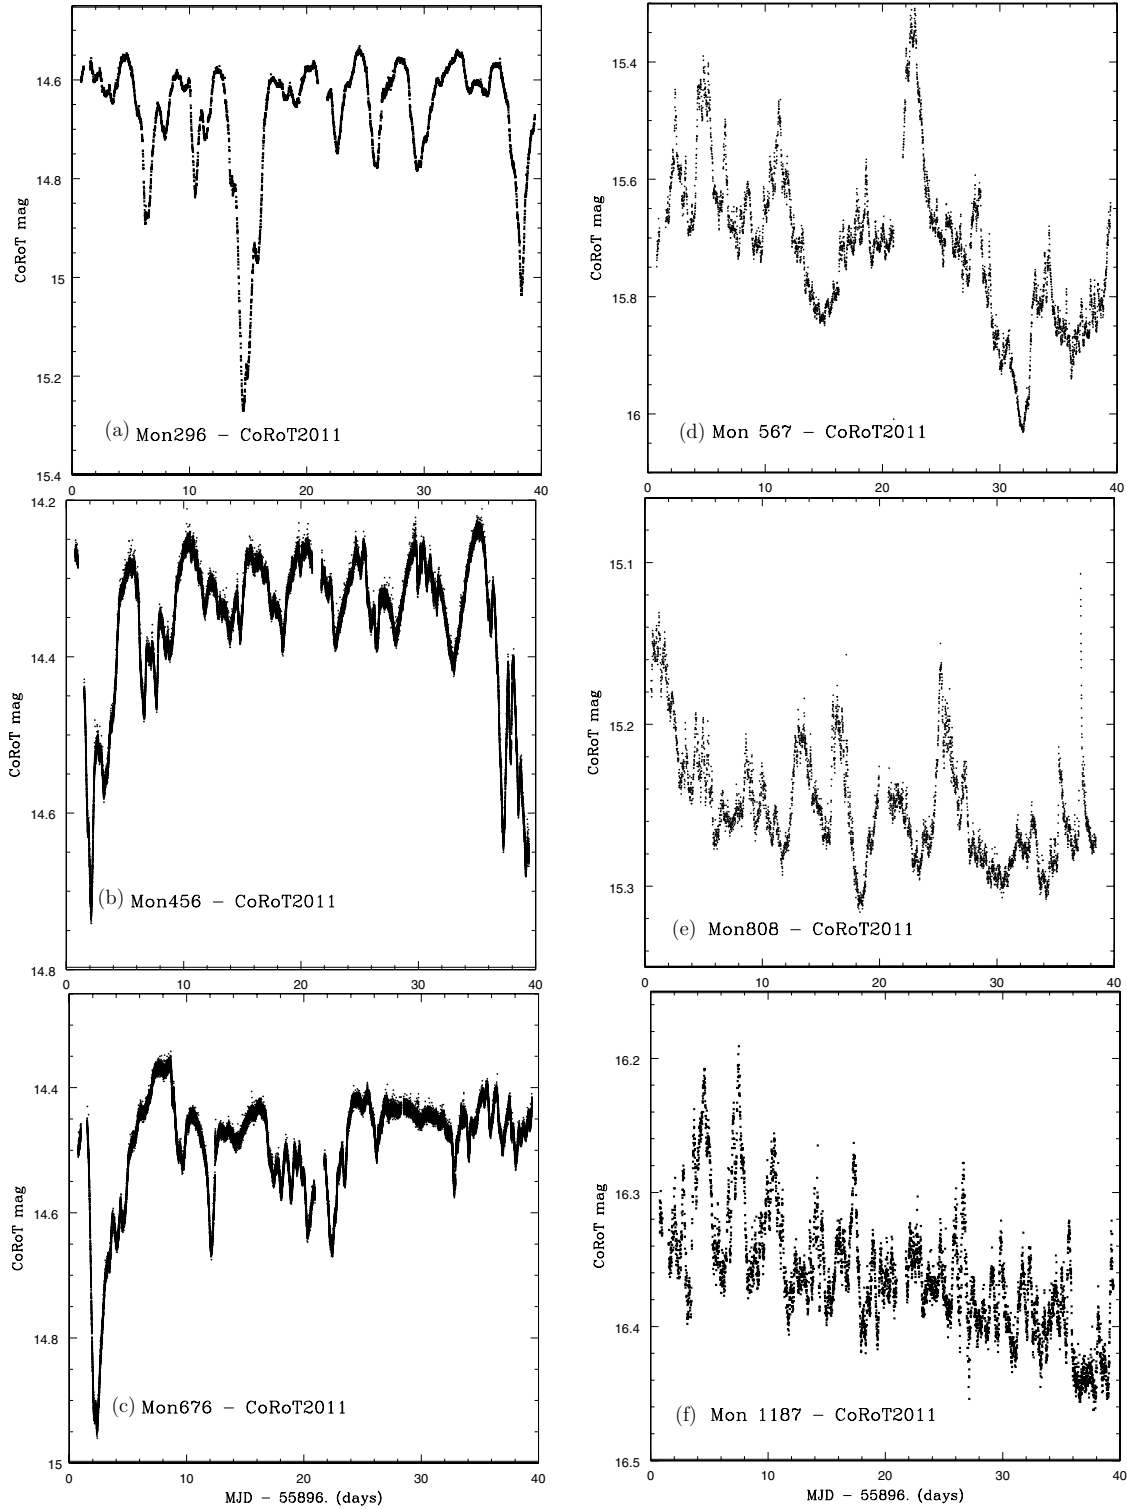 14.6
14.8
15
15.2
15.4
CoRoT mag
(a) Mon296 – CoRoT2011
0 10 20 30 40
15.4
15.6
15.8
16
CoRoT mag
(d) Mon 567 – CoRoT2011
0 10 20 30 40
14.2
14.4
14.6
14.8
CoRoT mag
(b) Mon456 – CoRoT2011
0 10 20 30 40
15.1
15.2
15.3
CoRoT mag
(e) Mon808 – CoRoT2011
0 10 20 30 40
14.4
14.6
14.8
15
CoRoT mag
(c) Mon676 – CoRoT2011
0 10 20 30 40
MJD – 55896. (days)
16.2
16.3
16.4
16.5
CoRoT mag
(f) Mon 1187 – CoRoT2011
0 10 20 30 40
MJD – 55896. (days)